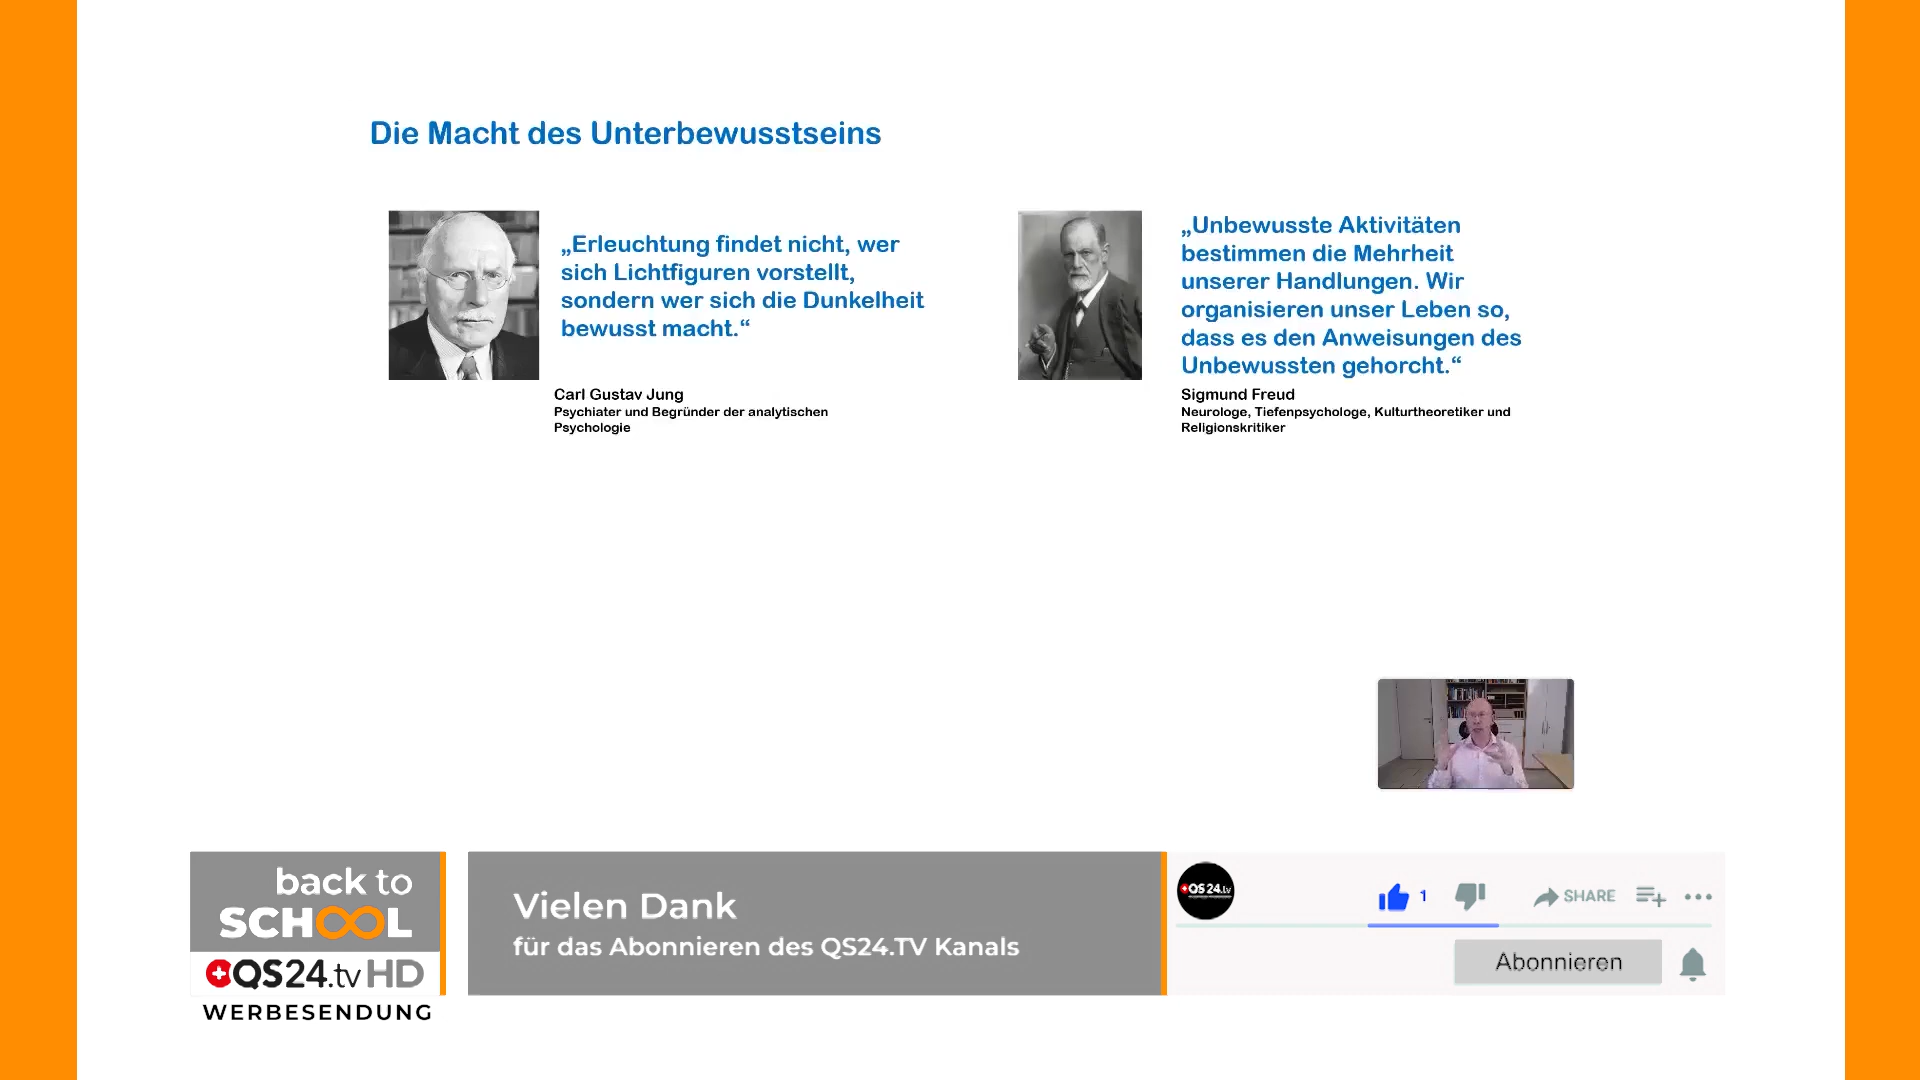 Die Macht des Unterbewusstseins
„Erleuchtung findet nicht, wer
sich Lichtfiguren vorstellt,
sondern wer sich die Dunkelheit
bewusst macht.“
Carl Gustav Jung
Psychiater und Begründer der analytischen
Psychologie
„Unbewusste Aktivitäten
bestimmen die Mehrheit
unserer Handlungen. Wir
organisieren unser Leben so,
dass es den Anweisungen des
Unbewussten gehorcht.“
Sigmund Freud
Neurologe, Tiefenpsychologe, Kulturtheoretiker und
Religionskritiker
back to
SCHOOL
QS24.tv HD
WERBESENDUNG
Vielen Dank
für das Abonnieren des QS24.TV Kanals
QS24.tv
1
SHARE
Abonnieren